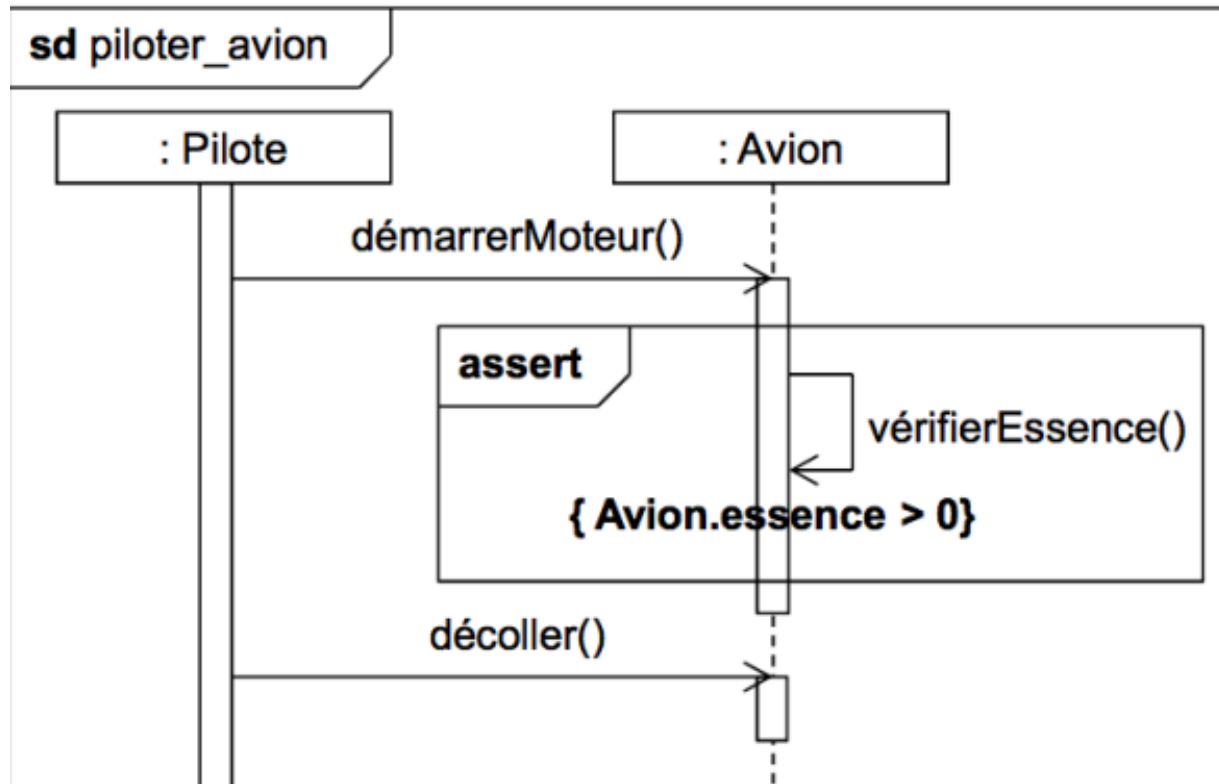 sd piloter_avion
: Pilote
: Avion
démarrerMoteur()
assert
vérifierEssence()
{ Avion.essence > 0}
décoller()